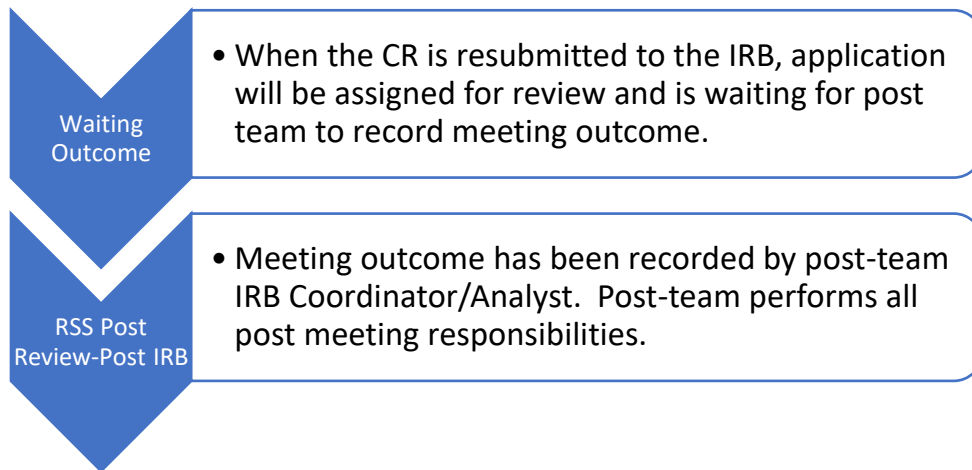 Waiting
Outcome
• When the CR is resubmitted to the IRB, application
will be assigned for review and is waiting for post
team to record meeting outcome.
RSS Post
Review-Post IRB
• Meeting outcome has been recorded by post-team
IRB Coordinator/Analyst.  Post-team performs all
post meeting responsibilities.